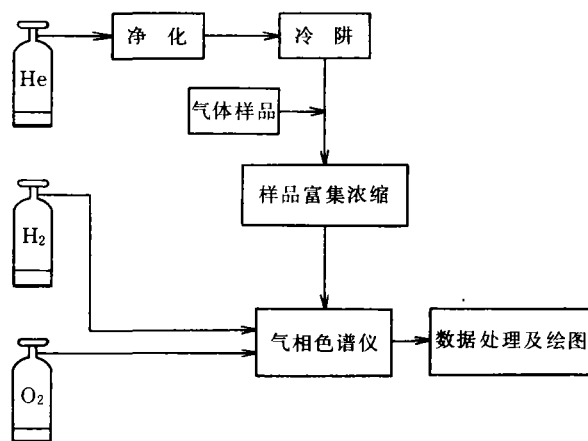 净 化
冷 阱
He
气体样品
样品富集浓缩
H₂
气相色谱仪
数据处理及绘图
O₂